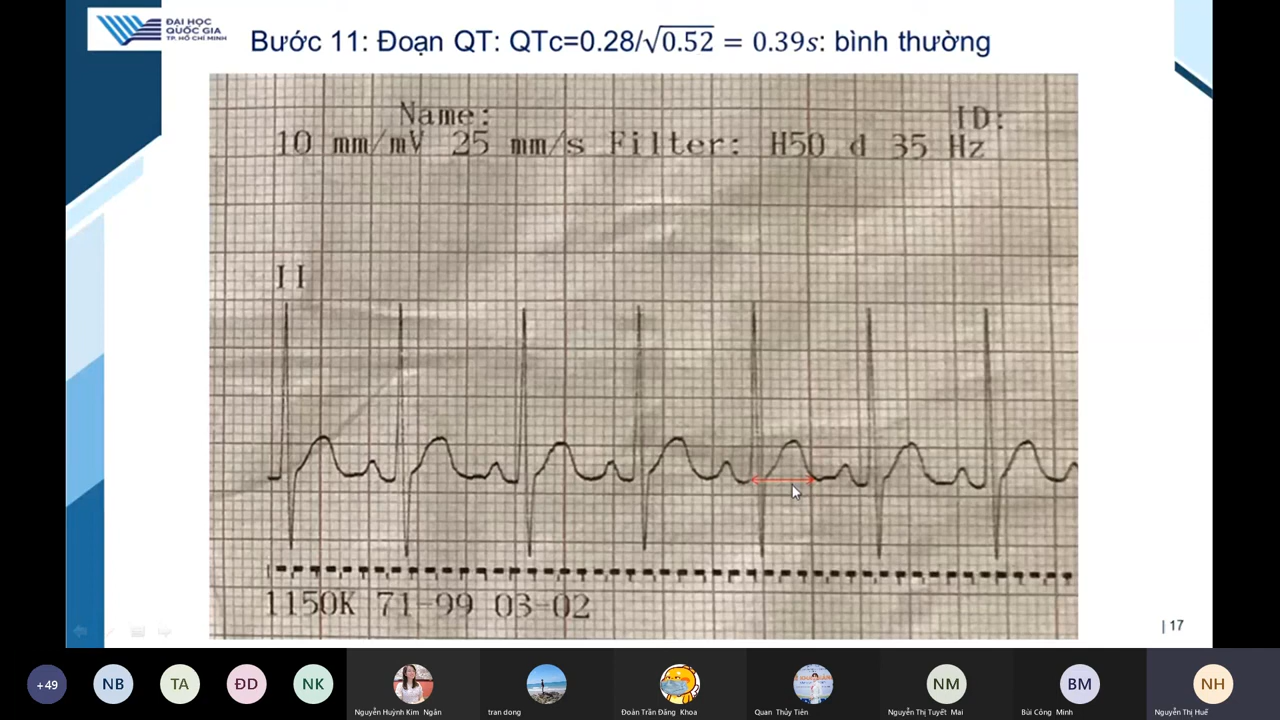 ĐẠI HỌC
QUỐC GIA
TP. HỒ CHÍ MINH
Bước 11: Đoạn QT: QTc=0.28/√0.52 = 0.39s: bình thường
Name:
ID:
10 mm/mV 25 mm/s Filter: H50 d 35 Hz
II
1150K 71-99 03-02
| 17
+49
NB
TA
ĐD
NK
NM
BM
NH
Nguyễn Huỳnh Kim Ngân
tran dong
Đoàn Trần Đăng Khoa
Quan Thủy Tiên
Nguyễn Thị Tuyết Mai
Bùi Công Minh
Nguyễn Thị Huế